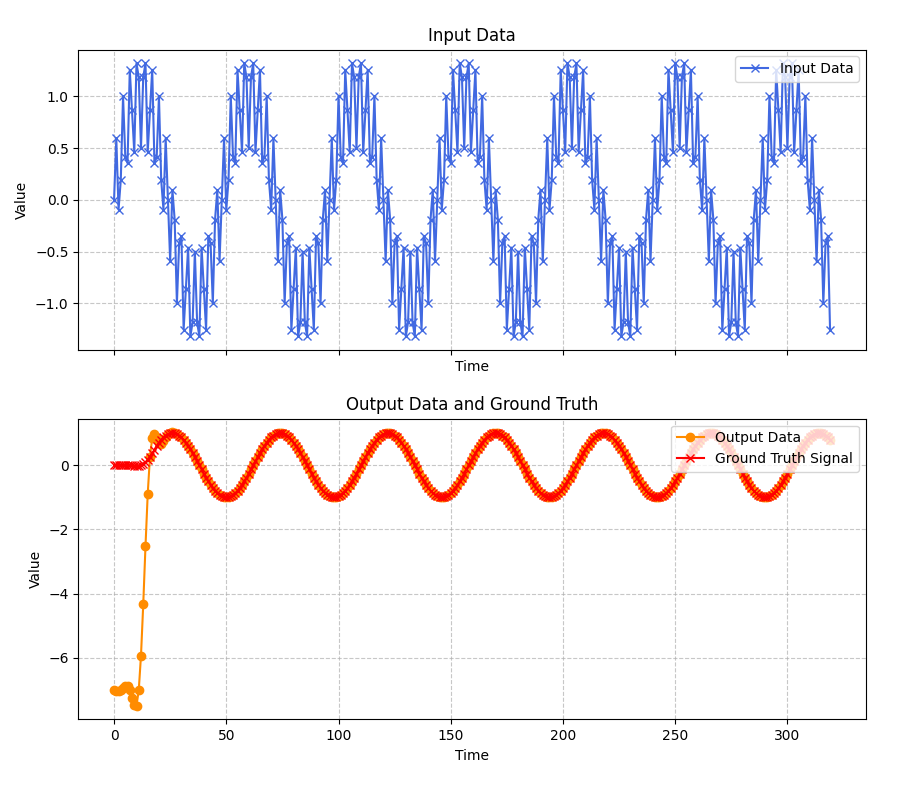 Input Data
Input Data
1.0
0.5
0.0
−0.5
−1.0
Value
Time
Output Data and Ground Truth
Output Data
Ground Truth Signal
0
−2
−4
−6
Value
0 50 100 150 200 250 300
Time